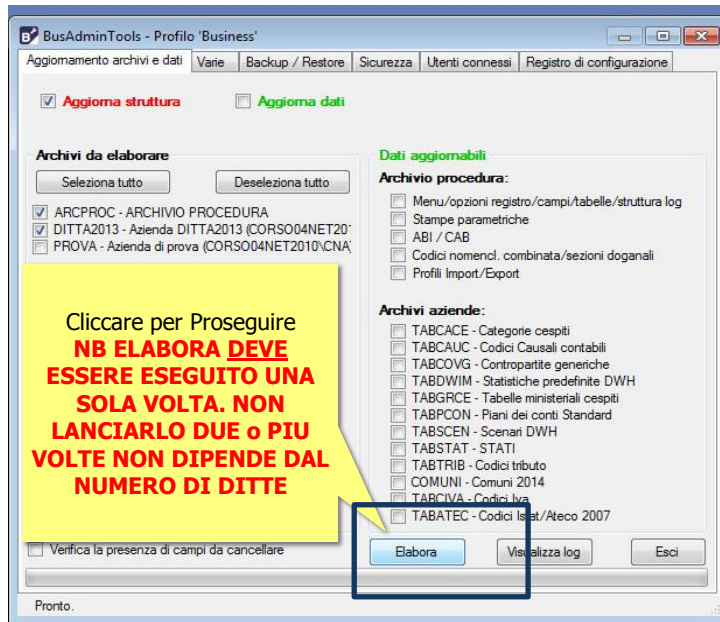 BusAdminTools - Profilo 'Business'
Aggiornamento archivi e dati Varie Backup / Restore Sicurezza Utenti connessi Registro di configurazione
Aggiorna struttura Aggiorna dati
Archivi da elaborare
Seleziona tutto Deseleziona tutto
ARCPROC - ARCHIVIO PROCEDURA
DITTA2013 - Azienda DITTA2013 (CORSO04NET201
PROVA - Azienda di prova (CORSO04NET2010\CNA
Cliccare per Proseguire
NB ELABORA DEVE
ESSERE ESEGUITO UNA
SOLA VOLTA. NON
LANCIARLO DUE o PIU
VOLTE NON DIPENDE DAL
NUMERO DI DITTE
Verifica la presenza di campi da cancellare
Dati aggiornabili
Archivio procedura:
Menu/opzioni registro/campi/tabelle/struttura log
Stampe parametriche
ABI / CAB
Codici nomencl. combinata/sezioni doganali
Profili Import/Export
Archivi aziende:
TABCACE - Categorie cespiti
TABCAUC - Codici Causali contabili
TABCOVG - Contropartite generiche
TABDWIM - Statistiche predefinite DWH
TABGRCE - Tabelle ministeriali cespiti
TABPCON - Piani dei conti Standard
TABSCEN - Scenari DWH
TABSTAT - STATI
TABTRIB - Codici tributo
COMUNI - Comuni 2014
TABCIVA - Codici Iva
TABATEC - Codici Istat/Ateco 2007
Elabora Visualizza log Esci
Pronto.